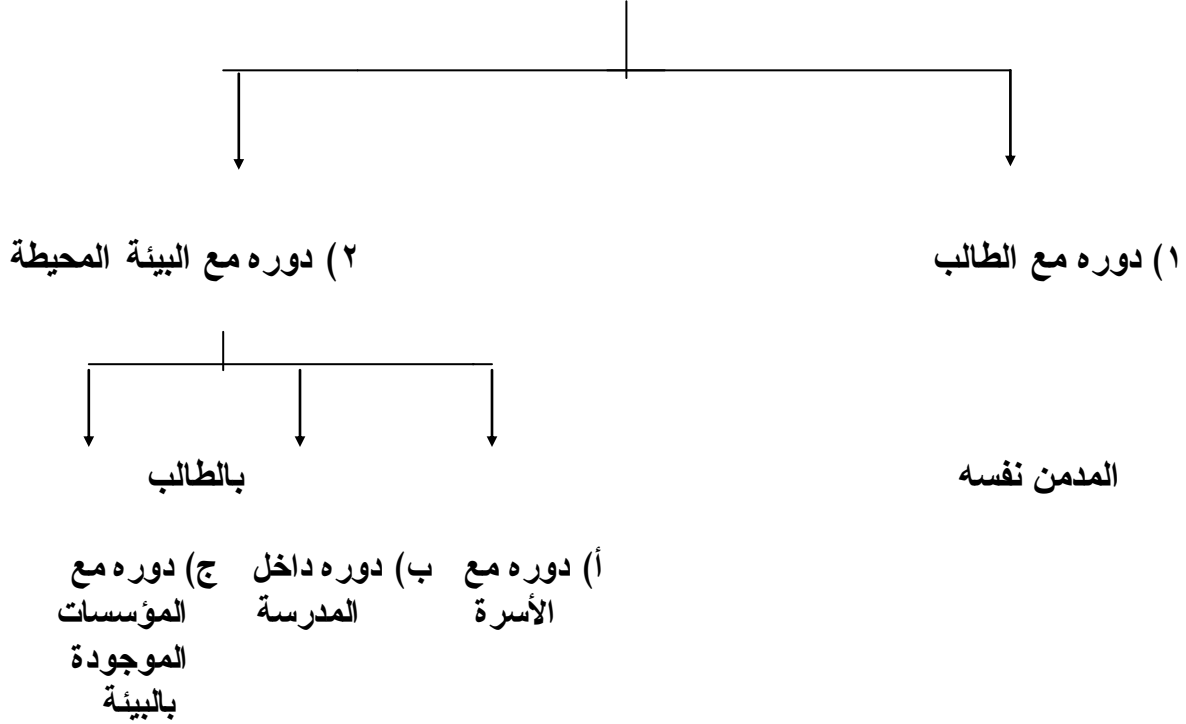 ١) دوره مع الطالب
٢) دوره مع البيئة المحيطة
المدمن نفسه
بالطالب
أ) دوره مع
الأسرة
ب) دوره داخل
المدرسة
ج) دوره مع
المؤسسات
الموجودة
بالبيئة